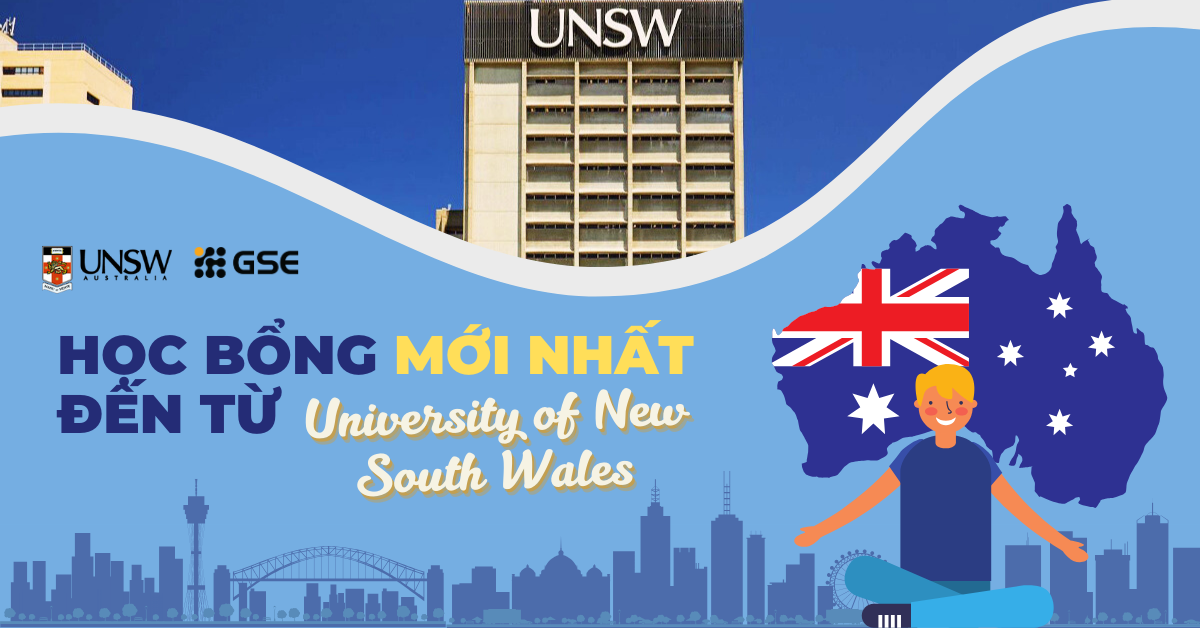 UNSW
UNSW
AUSTRALIA
GSE
HỌC BỔNG MỚI NHẤT
ĐẾN TỪ University of New
South Wales